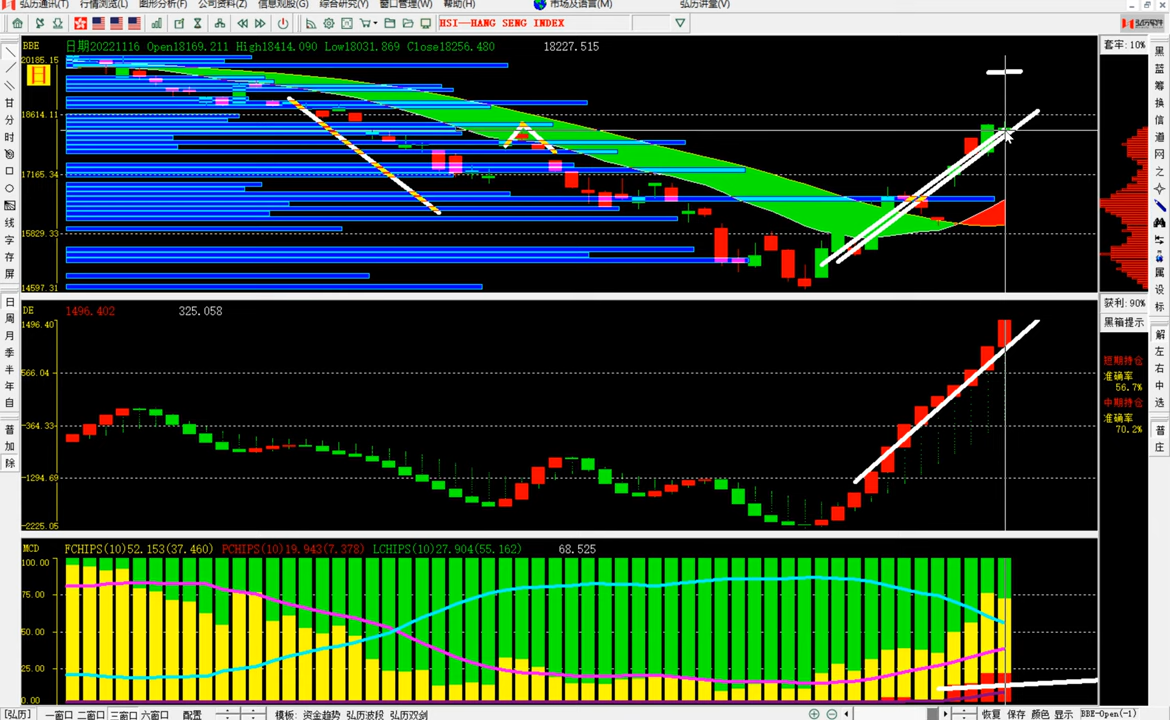 弘历通讯(T) 行情浏览(L) 图形分析(F) 公司资料(Z) 信息观股(G) 综合研究(Y) 窗口管理(W) 帮助(H) 市场及语言(M) 弘历讲堂(V)
HSI—HANG SENG INDEX
BBE 日期20221116 Open18169.211 High18414.090 Low18031.869 Close18256.480 18227.515
套牢: 10%
20185.15
日
18614.11
17165.34
15829.33
14597.31
DE 1496.402 325.058
获利: 90%
黑箱提示
1496.40
566.04
-364.33
-1294.69
-2225.05
短期持仓
准确率
56.7%
中期持仓
准确率
70.2%
MCD FCHIPS(10)52.153(37.460) PCHIPS(10)19.943(7.378) LCHIPS(10)27.904(55.162) 68.525
100.00
75.00
50.00
25.00
0.00
甘
分
时
线
字
存
屏
日
周
月
季
半
年
自
普
加
除
黑
蓝
筹
换
信
道
网
之
属
设
标
解
左
右
中
选
普
庄
[弘历] 一窗口 二窗口 三窗口 六窗口 配置 模板: 资金趋势 弘历波段 弘历双剑 恢复 保存 颜色 显示 BBE-Open(-1)